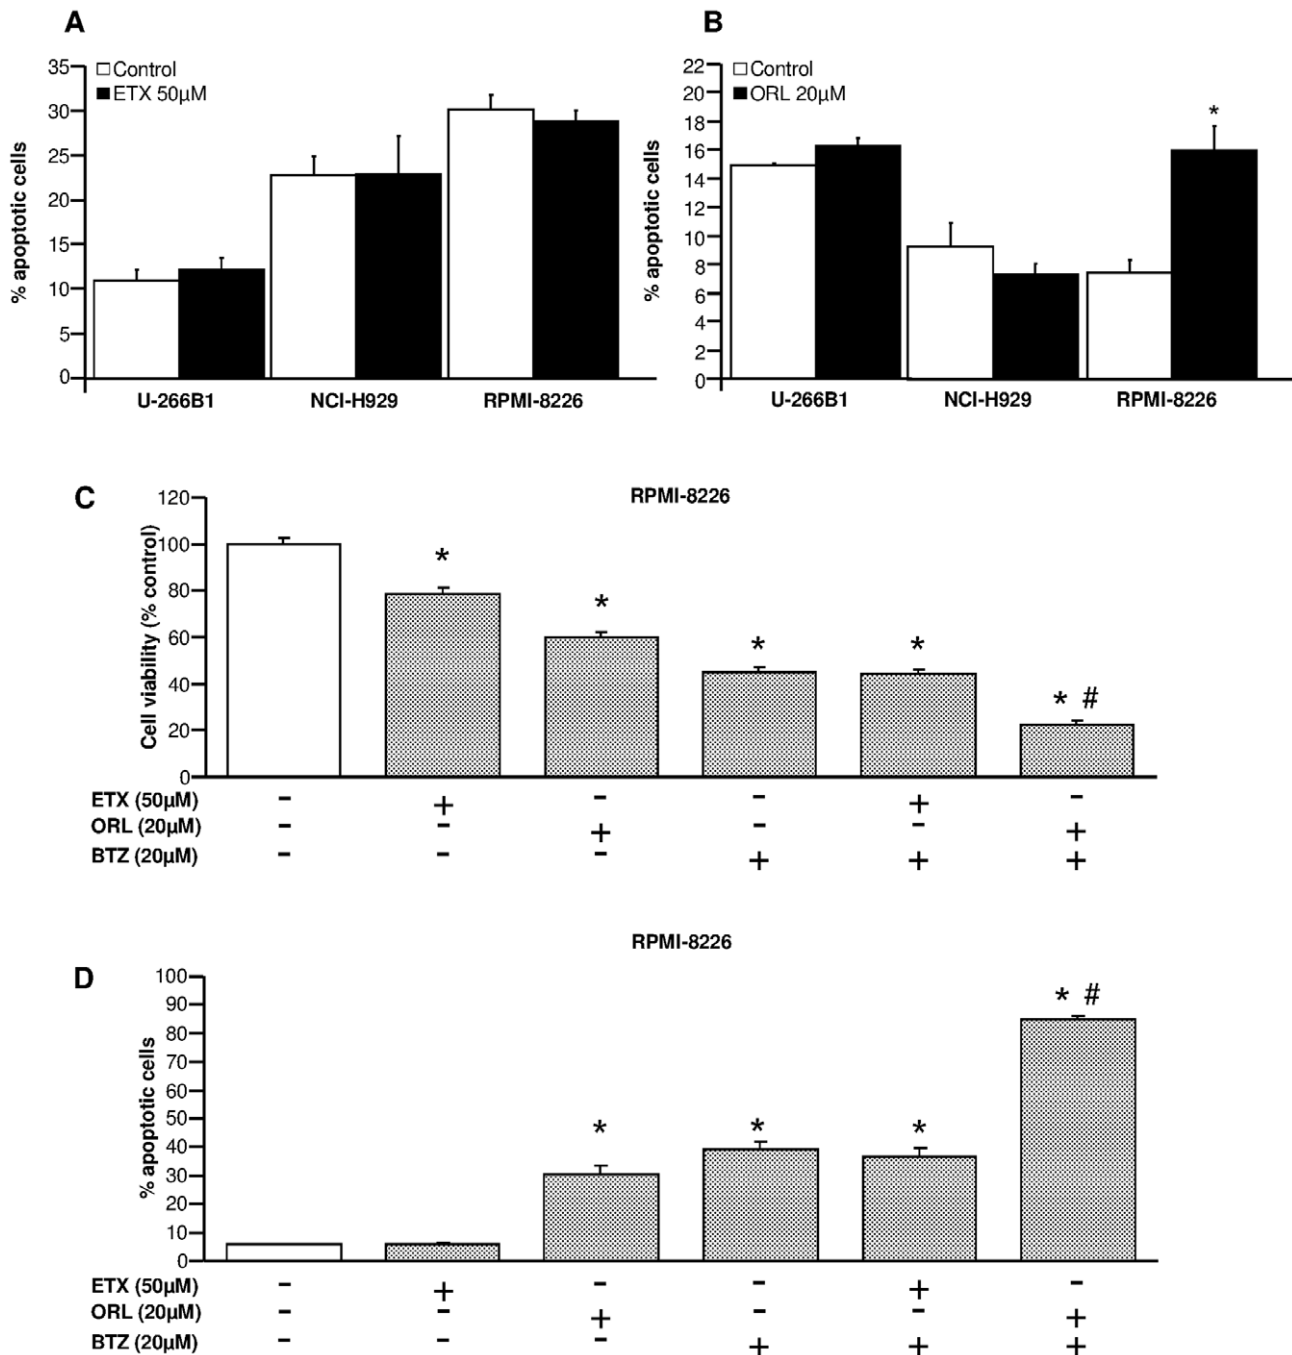 A
B
35
30
25
20
15
10
5
0
% apoptotic cells
Control
ETX 50µM
U-266B1 NCI-H929 RPMI-8226
22
20
18
16
14
12
10
8
6
4
2
0
% apoptotic cells
Control
ORL 20µM
*
U-266B1 NCI-H929 RPMI-8226
C
RPMI-8226
120
100
80
60
40
20
0
Cell viability (% control)
* * * * * #
ETX (50µM) - + - - + -
ORL (20µM) - - + - - +
BTZ (20µM) - - - + + +
RPMI-8226
D
100
90
80
70
60
50
40
30
20
10
0
% apoptotic cells
* * * * #
ETX (50µM) - + - - + -
ORL (20µM) - - + - - +
BTZ (20µM) - - - + + +